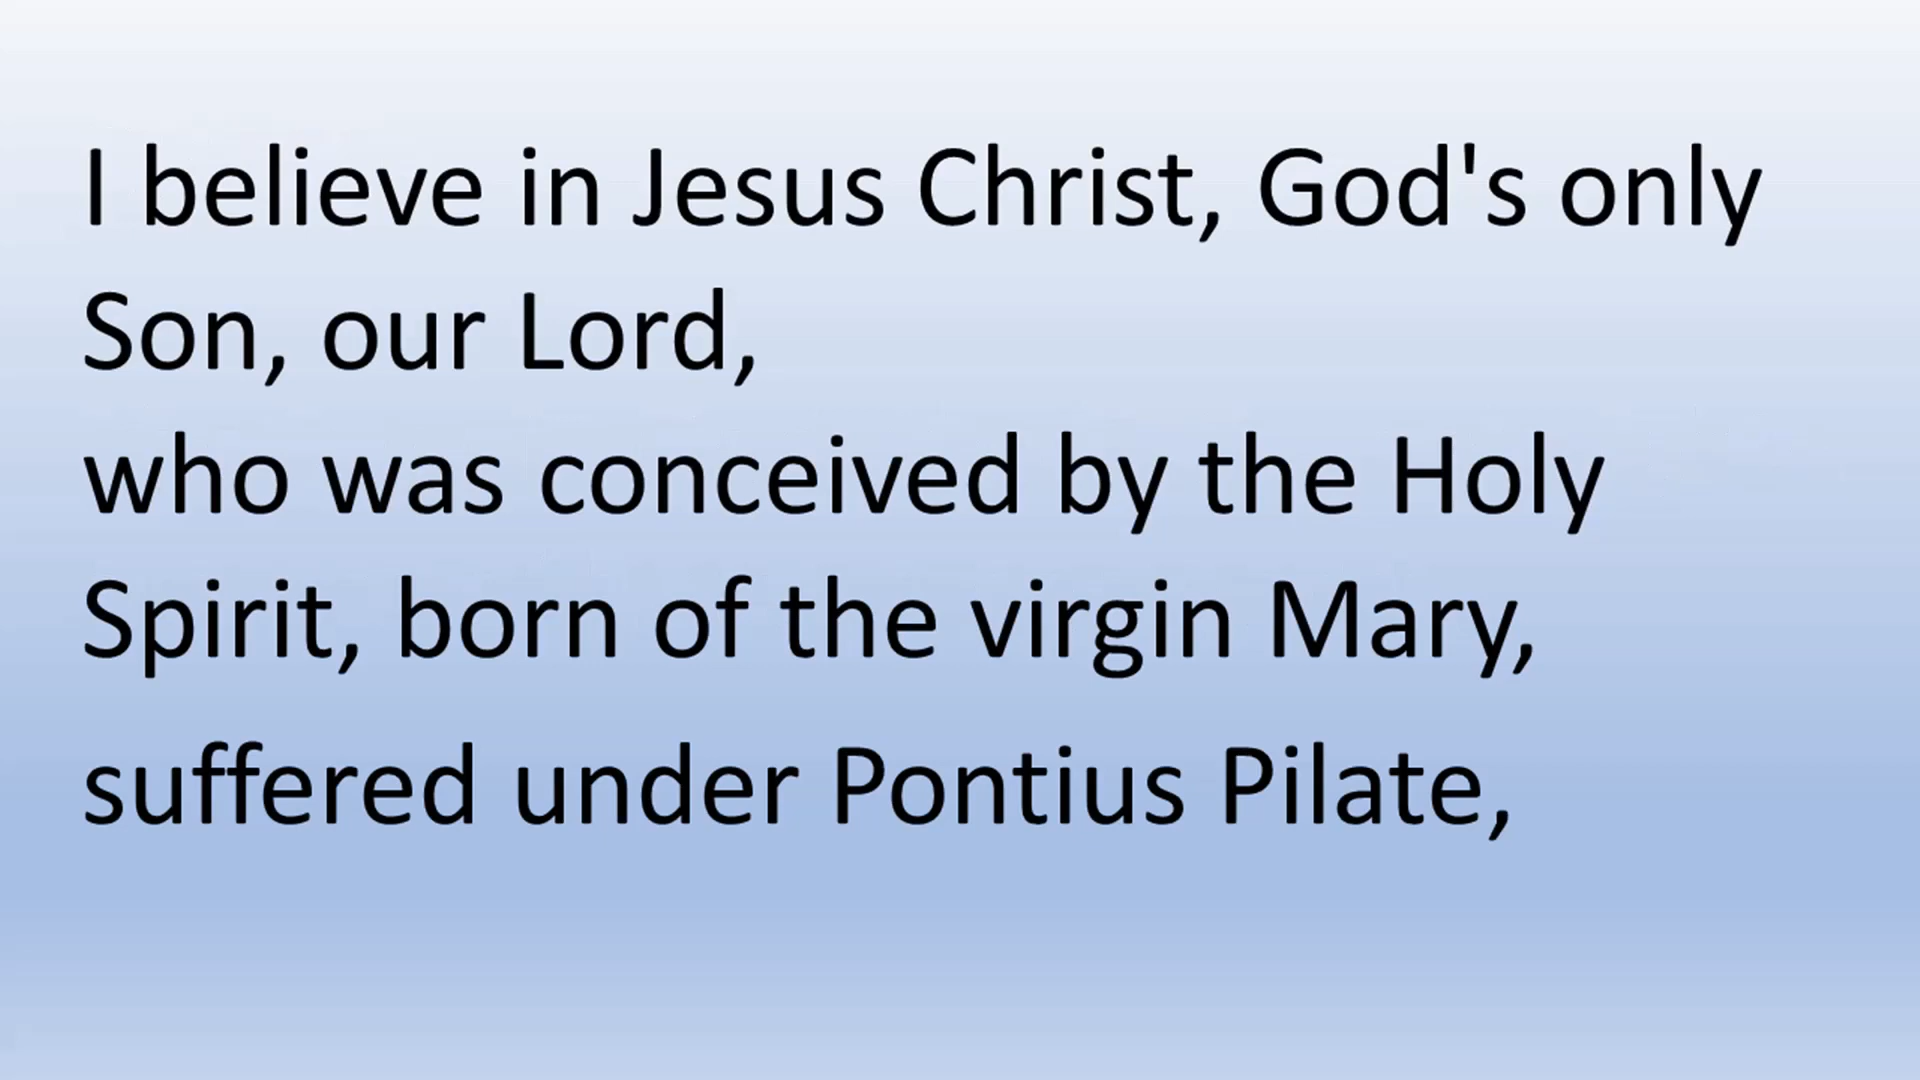 I believe in Jesus Christ, God's only
Son, our Lord,
who was conceived by the Holy
Spirit, born of the virgin Mary,
suffered under Pontius Pilate,